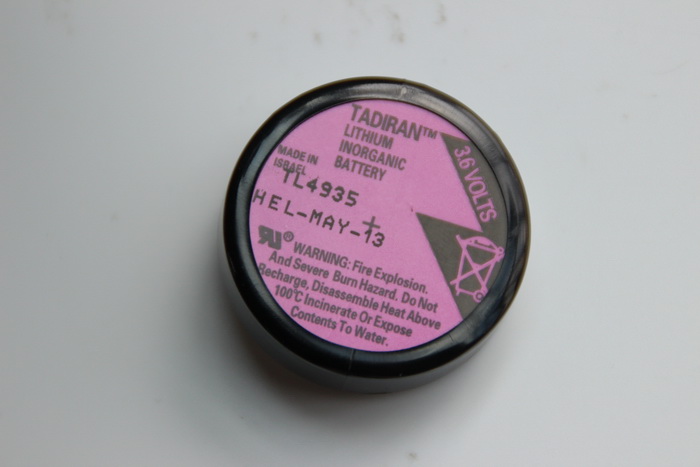 TADIRAN™
LITHIUM
INORGANIC
BATTERY
MADE IN
ISRAEL
TL4935
HEL-MAY-13
+
3.6 VOLTS
RU®
WARNING: Fire Explosion.
And Severe Burn Hazard. Do Not
Recharge, Disassemble Heat Above
100°C Incinerate Or Expose
Contents To Water.